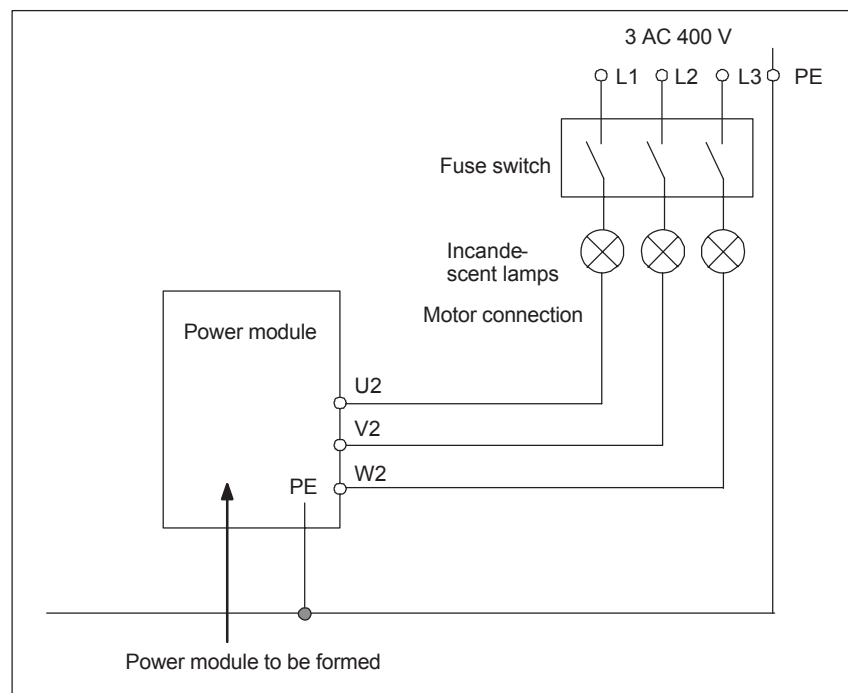 3 AC 400 V
L1
L2
L3
PE
Fuse switch
Incande-
scent lamps
Motor connection
Power module
U2
V2
W2
PE
Power module to be formed